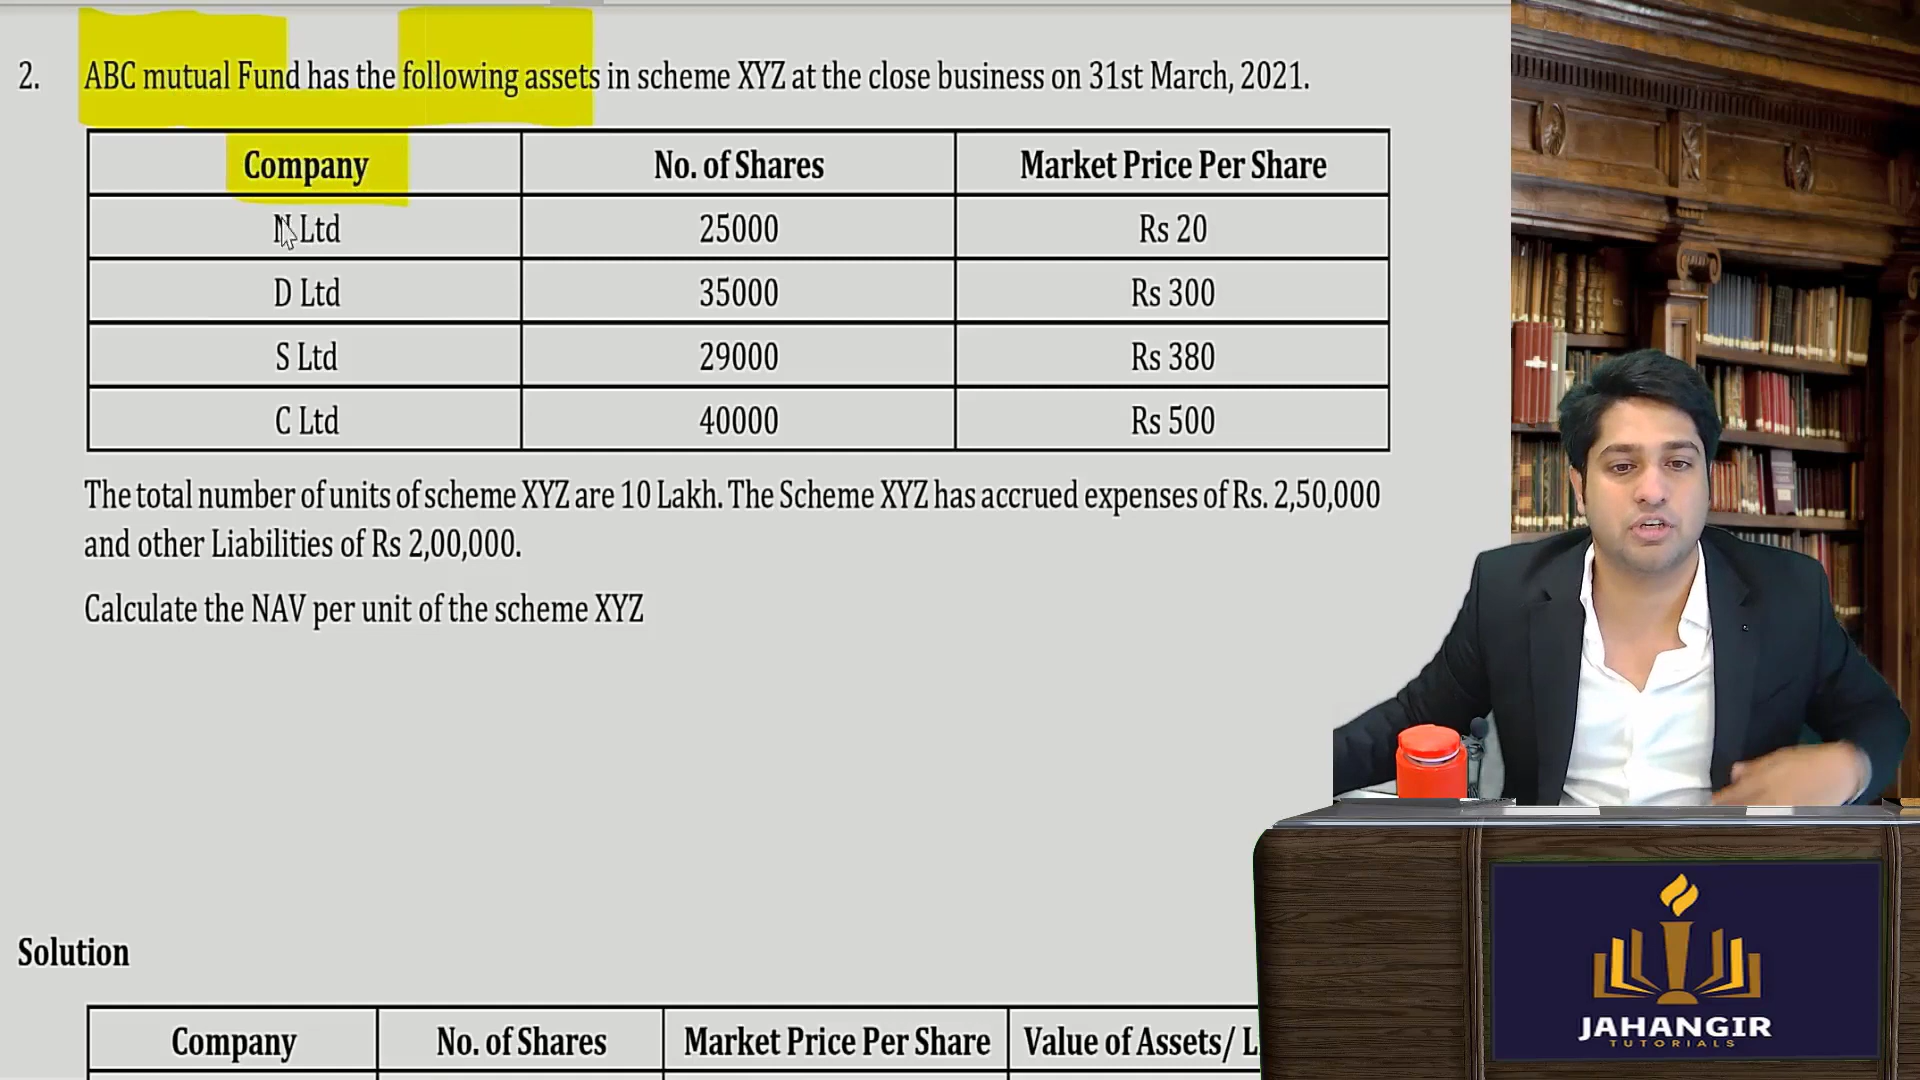 2. ABC mutual Fund has the following assets in scheme XYZ at the close business on 31st March, 2021.
Company No. of Shares Market Price Per Share
N Ltd 25000 Rs 20
D Ltd 35000 Rs 300
S Ltd 29000 Rs 380
C Ltd 40000 Rs 500
The total number of units of scheme XYZ are 10 Lakh. The Scheme XYZ has accrued expenses of Rs. 2,50,000
and other Liabilities of Rs 2,00,000.
Calculate the NAV per unit of the scheme XYZ
Solution
Company No. of Shares Market Price Per Share Value of Assets/ L
JAHANGIR
TUTORIALS